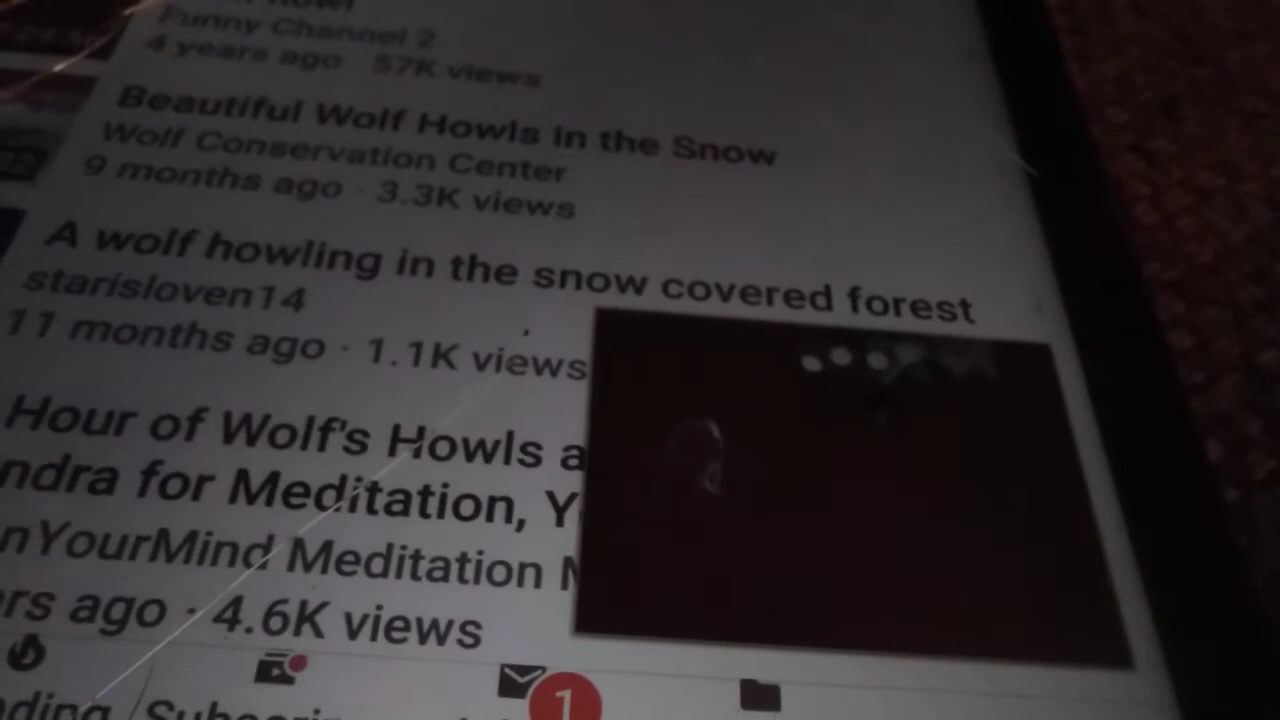 Funny Channel 2
4 years ago 57K views
Beautiful Wolf Howls in the Snow
Wolf Conservation Center
9 months ago · 3.3K views
A wolf howling in the snow covered forest
starisloven14
11 months ago · 1.1K views
Hour of Wolf's Howls a
ndra for Meditation, Y
nYourMind Meditation
ago · 4.6K views
1